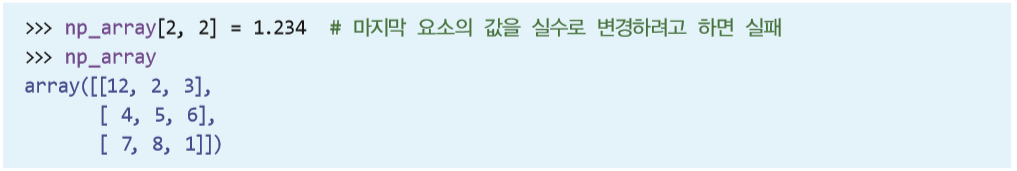 >>> np_array[2, 2] = 1.234  # 마지막 요소의 값을 실수로 변경하려고 하면 실패
>>> np_array
array([[12, 2, 3],
       [ 4, 5, 6],
       [ 7, 8, 1]])